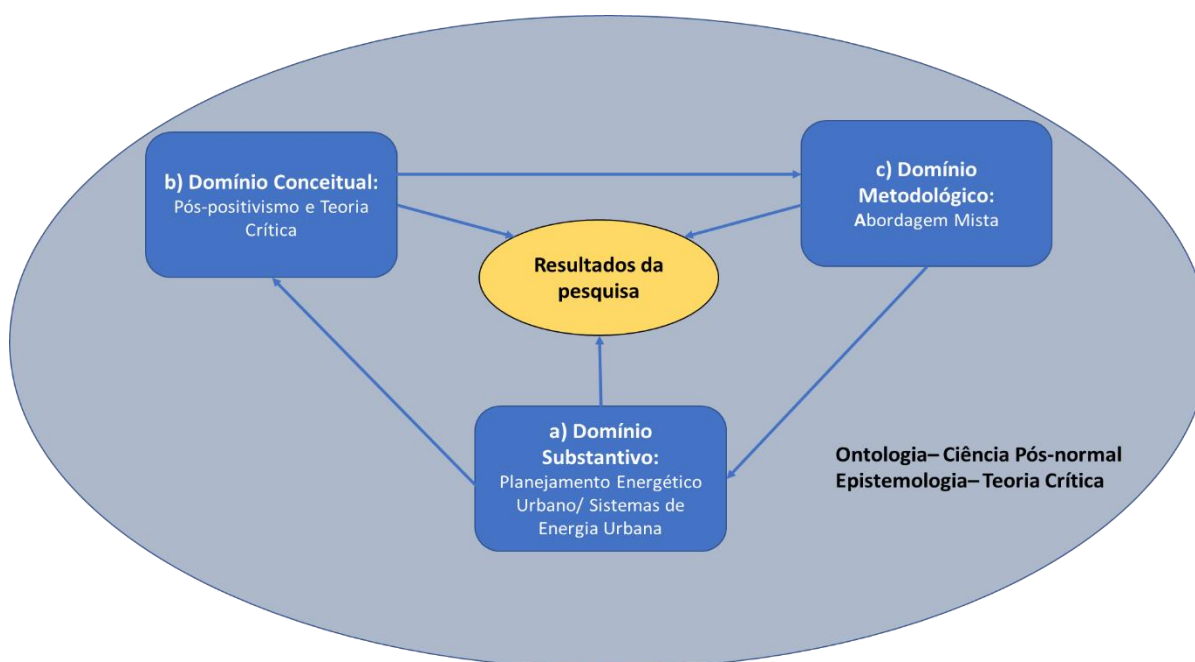 b) Domínio Conceitual:
Pós-positivismo e Teoria
Crítica
c) Domínio
Metodológico:
Abordagem Mista
Resultados da
pesquisa
a) Domínio
Substantivo:
Planejamento Energético
Urbano/ Sistemas de
Energia Urbana
Ontologia– Ciência Pós-normal
Epistemologia– Teoria Crítica